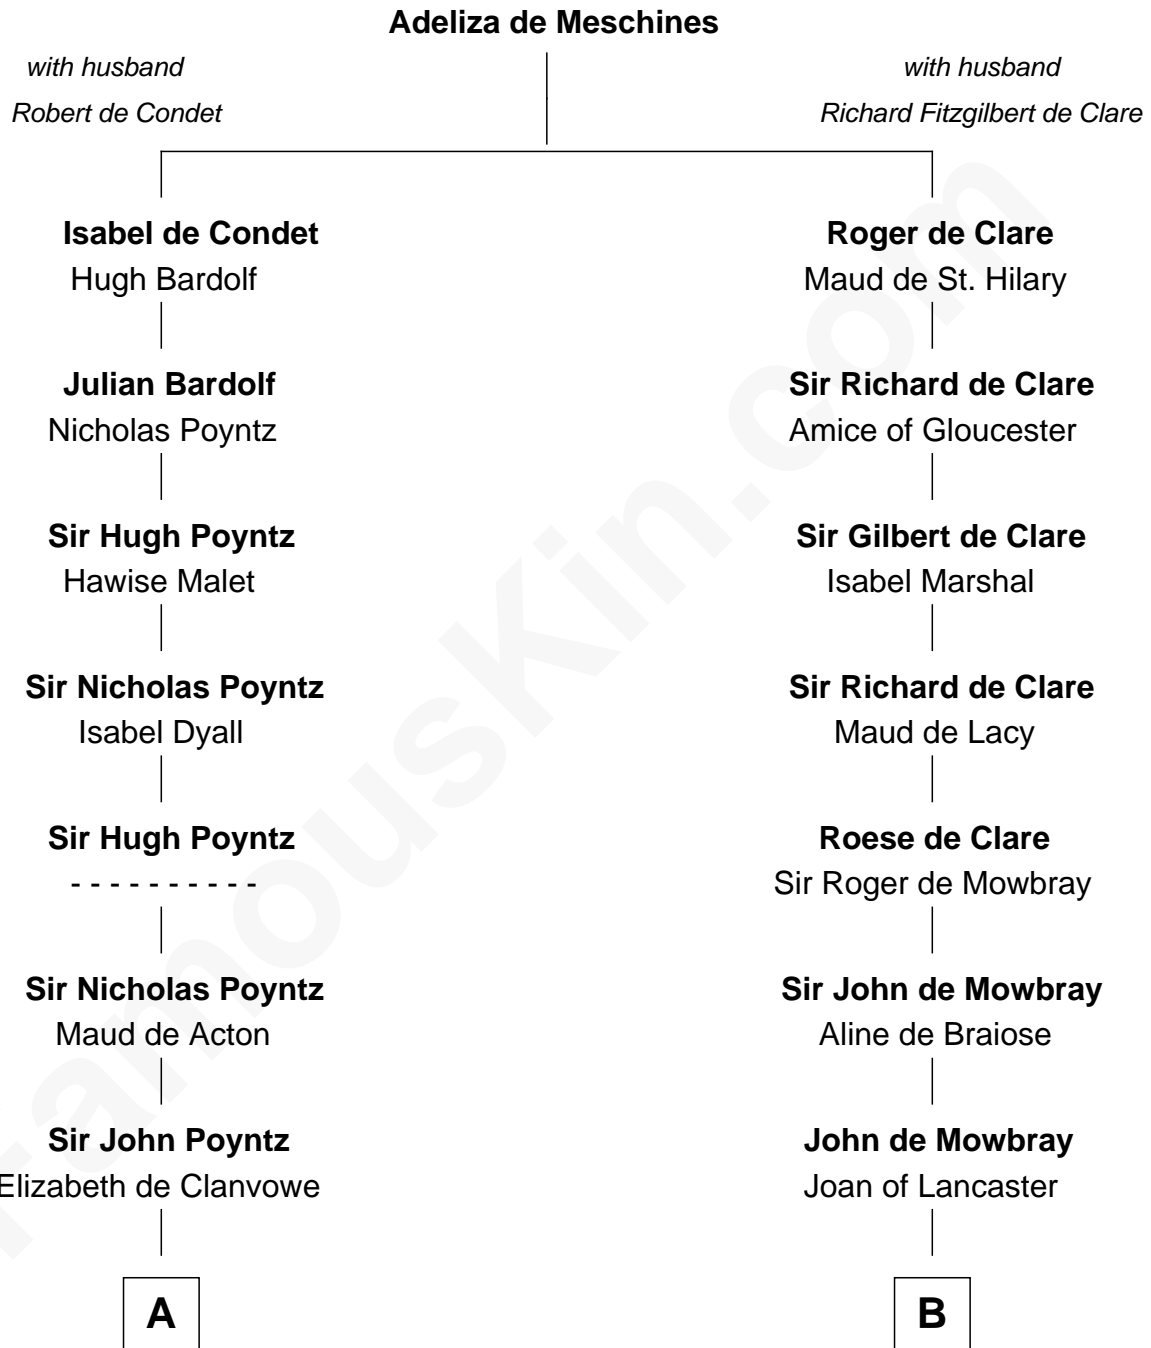 Adeliza de Meschines
with husband
Robert de Condet
with husband
Richard Fitzgilbert de Clare
Isabel de Condet
Hugh Bardolf
Roger de Clare
Maud de St. Hilary
Julian Bardolf
Nicholas Poyntz
Sir Richard de Clare
Amice of Gloucester
Sir Hugh Poyntz
Hawise Malet
Sir Gilbert de Clare
Isabel Marshal
Sir Nicholas Poyntz
Isabel Dyall
Sir Richard de Clare
Maud de Lacy
Sir Hugh Poyntz
- - - - - - - - - -
Roese de Clare
Sir Roger de Mowbray
Sir Nicholas Poyntz
Maud de Acton
Sir John de Mowbray
Aline de Braiose
Sir John Poyntz
Elizabeth de Clanvowe
John de Mowbray
Joan of Lancaster
A
B
FamousKin.com